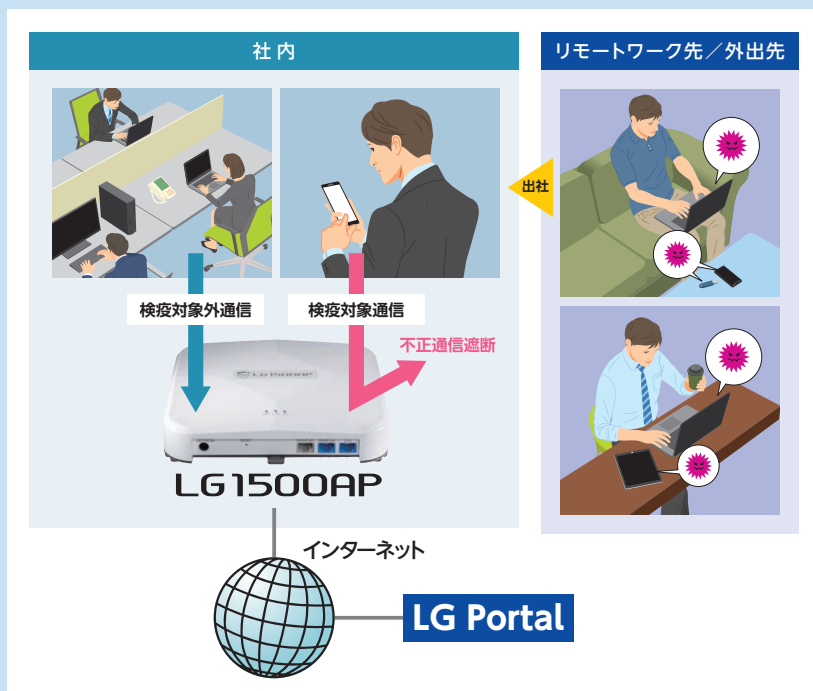 社内
リモートワーク先／外出先
出社
検疫対象外通信
検疫対象通信
不正通信遮断
LG1500AP
LG1500AP
インターネット
LG Portal